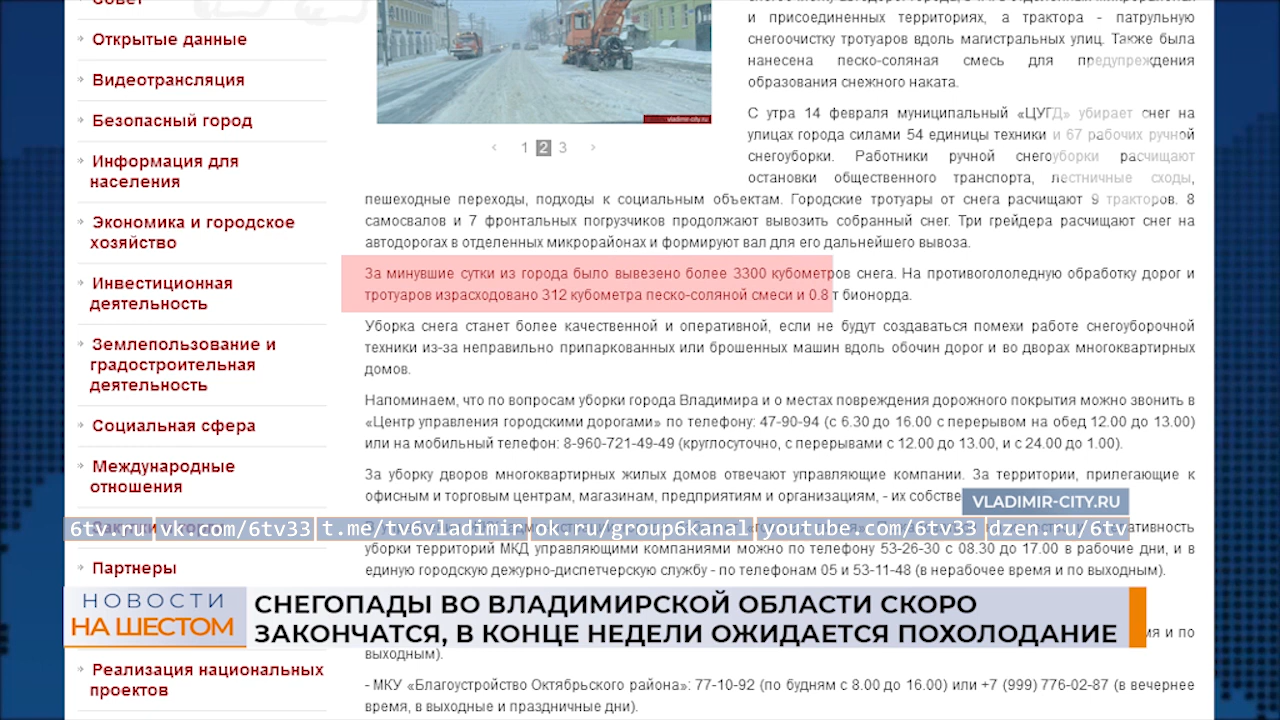 Совет
Открытые данные
Видеотрансляция
Безопасный город
Информация для
населения
Экономика и городское
хозяйство
Инвестиционная
деятельность
Землепользование и
градостроительная
деятельность
Социальная сфера
Международные
отношения
Партнеры
Реализация национальных
проектов
vladimir-city.ru
‹ 1 2 3 ›
и присоединенных территориях, а трактора - патрульную
снегоочистку тротуаров вдоль магистральных улиц. Также была
нанесена песко-соляная смесь для предупреждения
образования снежного наката.
С утра 14 февраля муниципальный «ЦУГД» убирает снег на
улицах города силами 54 единицы техники и 67 рабочих ручной
снегоуборки. Работники ручной снегоуборки расчищают
остановки общественного транспорта, лестничные сходы,
пешеходные переходы, подходы к социальным объектам. Городские тротуары от снега расчищают 9 тракторов. 8
самосвалов и 7 фронтальных погрузчиков продолжают вывозить собранный снег. Три грейдера расчищают снег на
автодорогах в отделенных микрорайонах и формируют вал для его дальнейшего вывоза.
За минувшие сутки из города было вывезено более 3300 кубометров снега. На противогололедную обработку дорог и
тротуаров израсходовано 312 кубометра песко-соляной смеси и 0.8 т бионорда.
Уборка снега станет более качественной и оперативной, если не будут создаваться помехи работе снегоуборочной
техники из-за неправильно припаркованных или брошенных машин вдоль обочин дорог и во дворах многоквартирных
домов.
Напоминаем, что по вопросам уборки города Владимира и о местах повреждения дорожного покрытия можно звонить в
«Центр управления городскими дорогами» по телефону: 47-90-94 (с 6.30 до 16.00 с перерывом на обед 12.00 до 13.00)
или на мобильный телефон: 8-960-721-49-49 (круглосуточно, с перерывами с 12.00 до 13.00, и с 24.00 до 1.00).
За уборку дворов многоквартирных жилых домов отвечают управляющие компании. За территории, прилегающие к
офисным и торговым центрам, магазинам, предприятиям и организациям, - их собстве
VLADIMIR-CITY.RU
6tv.ru vk.com/6tv33 t.me/tv6vladimir ok.ru/group6kanal youtube.com/6tv33 dzen.ru/6tv
уборки территорий МКД управляющими компаниями можно по телефону 53-26-30 с 08.30 до 17.00 в рабочие дни, и в
единую городскую дежурно-диспетчерскую службу - по телефонам 05 и 53-11-48 (в нерабочее время и по выходным).
НОВОСТИ
НА ШЕСТОМ
СНЕГОПАДЫ ВО ВЛАДИМИРСКОЙ ОБЛАСТИ СКОРО
ЗАКОНЧАТСЯ, В КОНЦЕ НЕДЕЛИ ОЖИДАЕТСЯ ПОХОЛОДАНИЕ
и по
выходным).
- МКУ «Благоустройство Октябрьского района»: 77-10-92 (по будням с 8.00 до 16.00) или +7 (999) 776-02-87 (в вечернее
время, в выходные и праздничные дни).